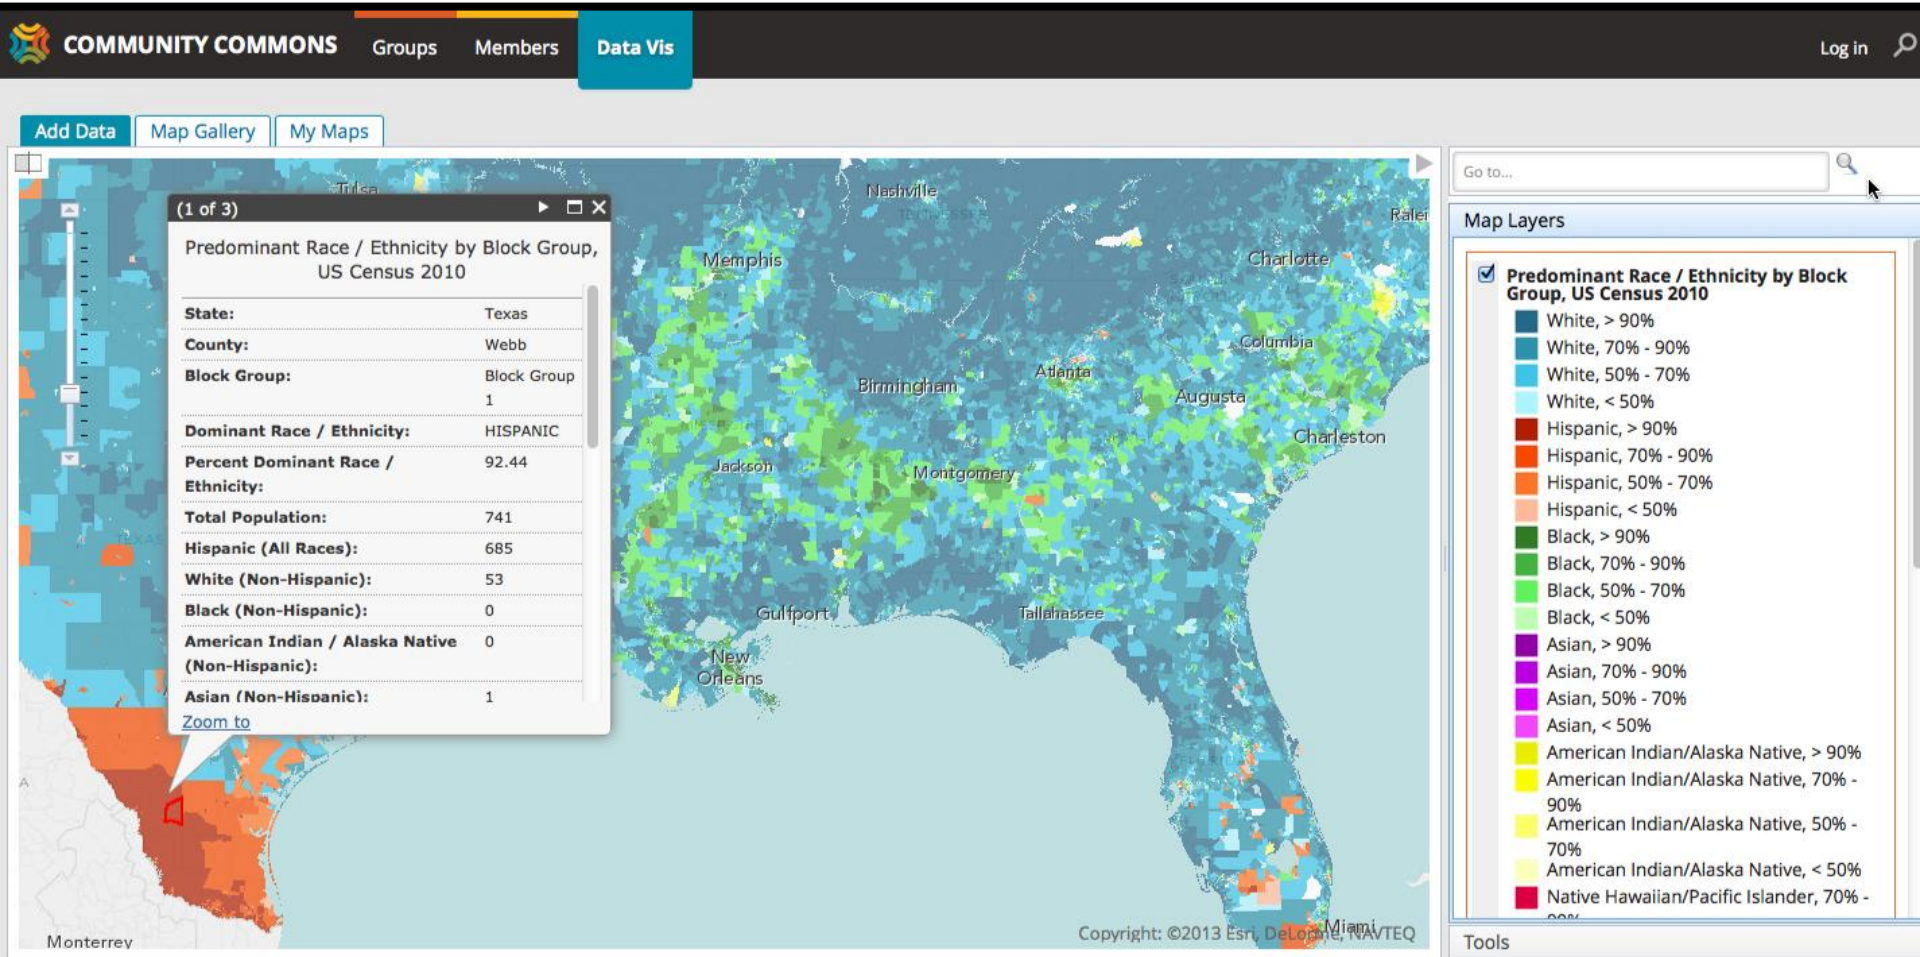 COMMUNITY COMMONS Groups Members Data Vis Log in
Add Data Map Gallery My Maps
(1 of 3)
Predominant Race / Ethnicity by Block Group,
US Census 2010
State: Texas
County: Webb
Block Group: Block Group
1
Dominant Race / Ethnicity: HISPANIC
Percent Dominant Race / 92.44
Ethnicity:
Total Population: 741
Hispanic (All Races): 685
White (Non-Hispanic): 53
Black (Non-Hispanic): 0
American Indian / Alaska Native 0
(Non-Hispanic):
Asian (Non-Hispanic): 1
Zoom to
Tulsa
Nashville
TENNESSEE
Memphis
Charlotte
Columbia
Atlanta
Birmingham
Augusta
Charleston
Jackson
Montgomery
TEXAS
Gulfport
Tallahassee
New
Orleans
Miami
Monterrey
Copyright: ©2013 Esri, DeLorme, NAVTEQ
Go to...
Map Layers
Predominant Race / Ethnicity by Block
Group, US Census 2010
White, > 90%
White, 70% - 90%
White, 50% - 70%
White, < 50%
Hispanic, > 90%
Hispanic, 70% - 90%
Hispanic, 50% - 70%
Hispanic, < 50%
Black, > 90%
Black, 70% - 90%
Black, 50% - 70%
Black, < 50%
Asian, > 90%
Asian, 70% - 90%
Asian, 50% - 70%
Asian, < 50%
American Indian/Alaska Native, > 90%
American Indian/Alaska Native, 70% -
90%
American Indian/Alaska Native, 50% -
70%
American Indian/Alaska Native, < 50%
Native Hawaiian/Pacific Islander, 70% -
90%
Tools